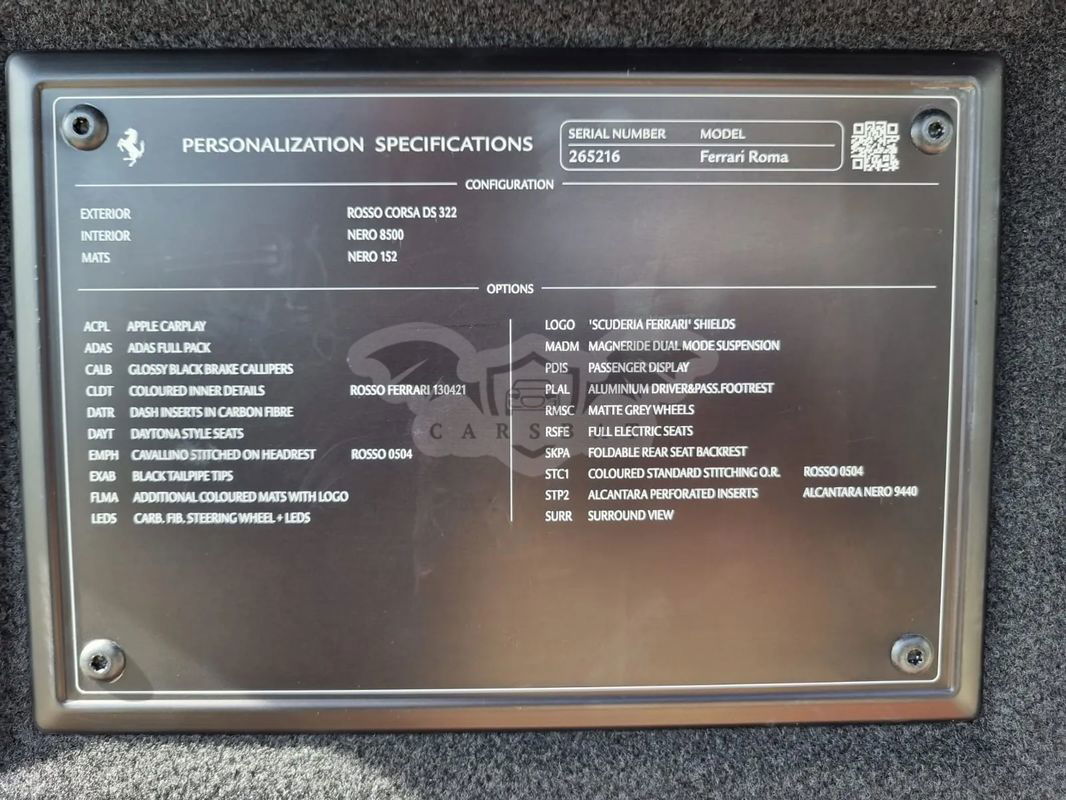 PERSONALIZATION SPECIFICATIONS
SERIAL NUMBER MODEL
265216 Ferrari Roma
CONFIGURATION
EXTERIOR ROSSO CORSA DS 322
INTERIOR NERO 8500
MATS NERO 152
OPTIONS
ACPL APPLE CARPLAY
ADAS ADAS FULL PACK
CALB GLOSSY BLACK BRAKE CALLIPERS
CLDT COLOURED INNER DETAILS ROSSO FERRARI 130421
DATR DASH INSERTS IN CARBON FIBRE
DAYT DAYTONA STYLE SEATS
EMPH CAVALLINO STITCHED ON HEADREST ROSSO 0504
EXAB BLACK TAILPIPE TIPS
FLMA ADDITIONAL COLOURED MATS WITH LOGO
LEDS CARB. FIB. STEERING WHEEL + LEDS
LOGO 'SCUDERIA FERRARI' SHIELDS
MADM MAGNERIDE DUAL MODE SUSPENSION
PDIS PASSENGER DISPLAY
PLAL ALUMINIUM DRIVER&PASS.FOOTREST
RMSC MATTE GREY WHEELS
RSFE FULL ELECTRIC SEATS
SKPA FOLDABLE REAR SEAT BACKREST
STC1 COLOURED STANDARD STITCHING O.R. ROSSO 0504
STP2 ALCANTARA PERFORATED INSERTS ALCANTARA NERO 9440
SURR SURROUND VIEW